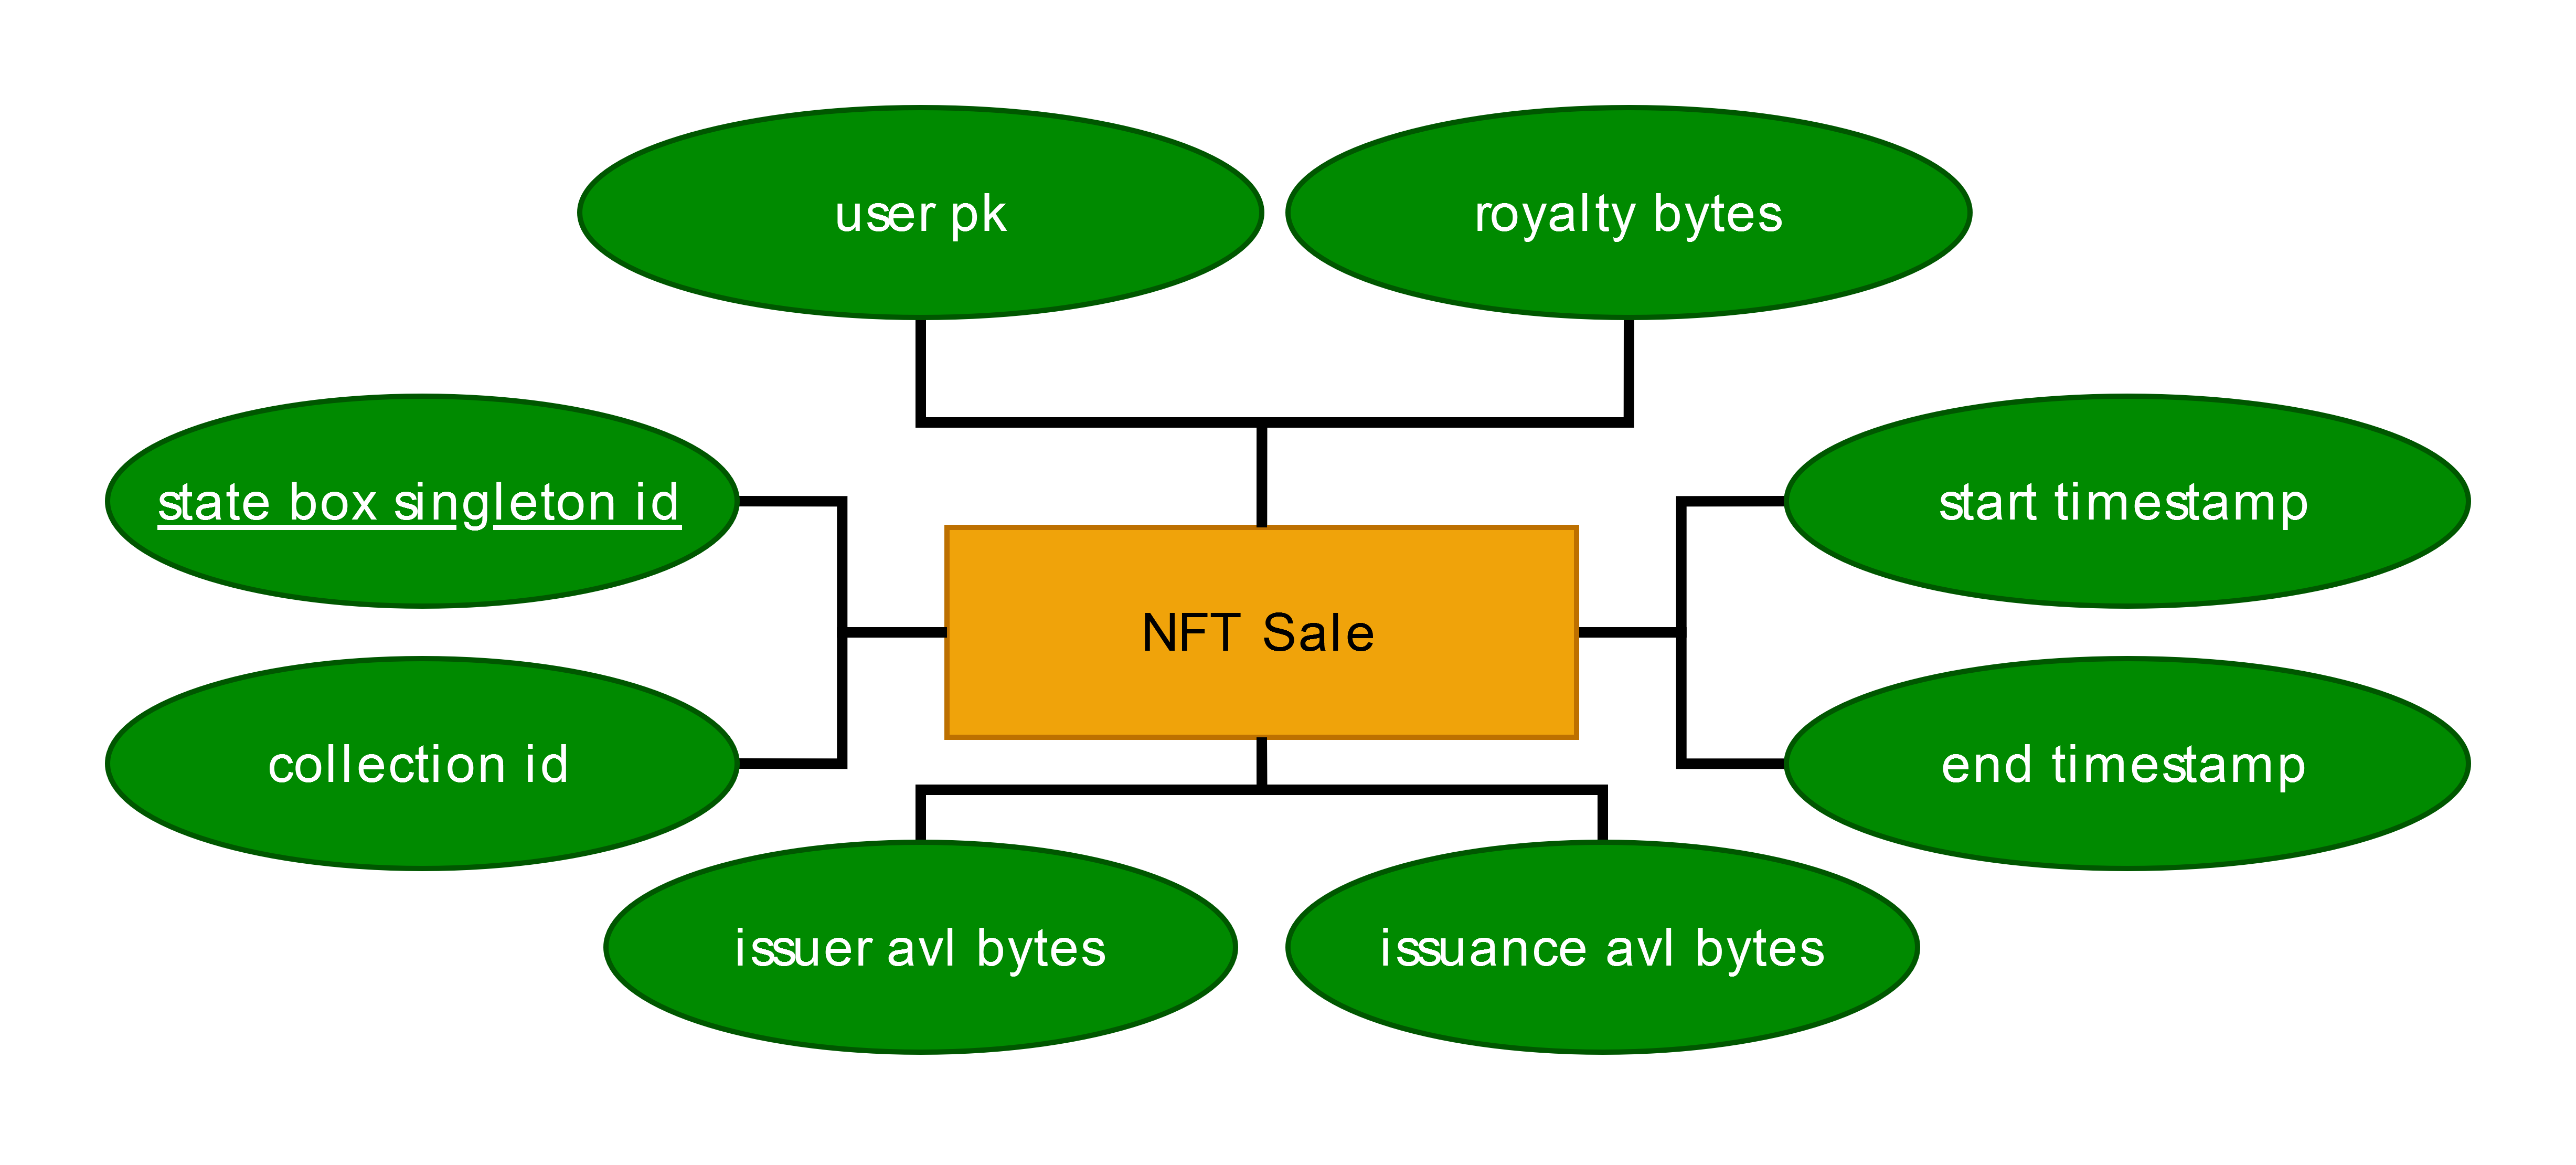 user pk
royalty bytes
state box singleton id
start timestamp
NFT Sale
collection id
end timestamp
issuer avl bytes
issuance avl bytes